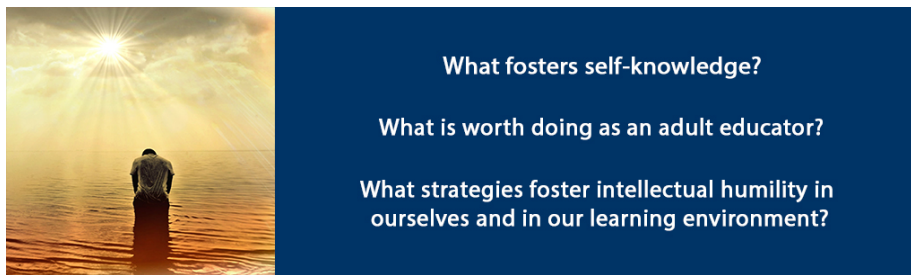 What fosters self-knowledge?
What is worth doing as an adult educator?
What strategies foster intellectual humility in
ourselves and in our learning environment?